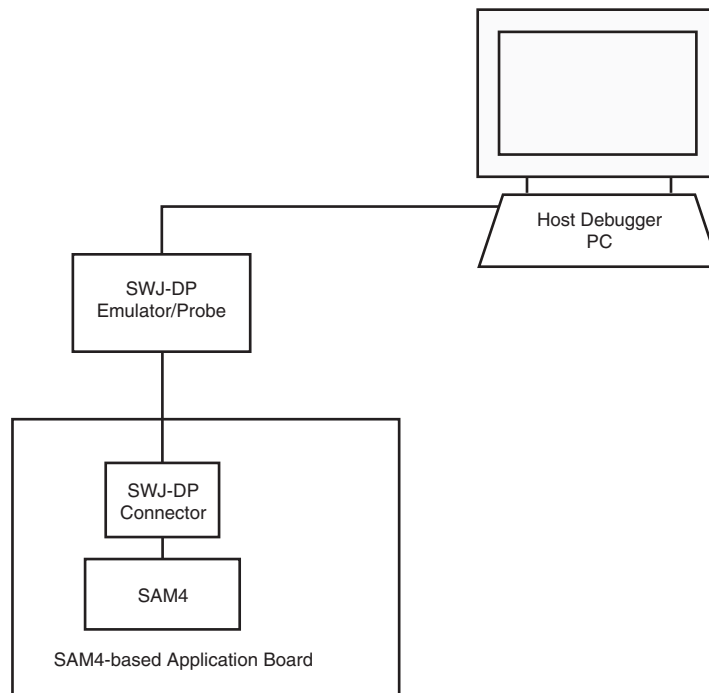 Host Debugger
PC
SWJ-DP
Emulator/Probe
SWJ-DP
Connector
SAM4
SAM4-based Application Board